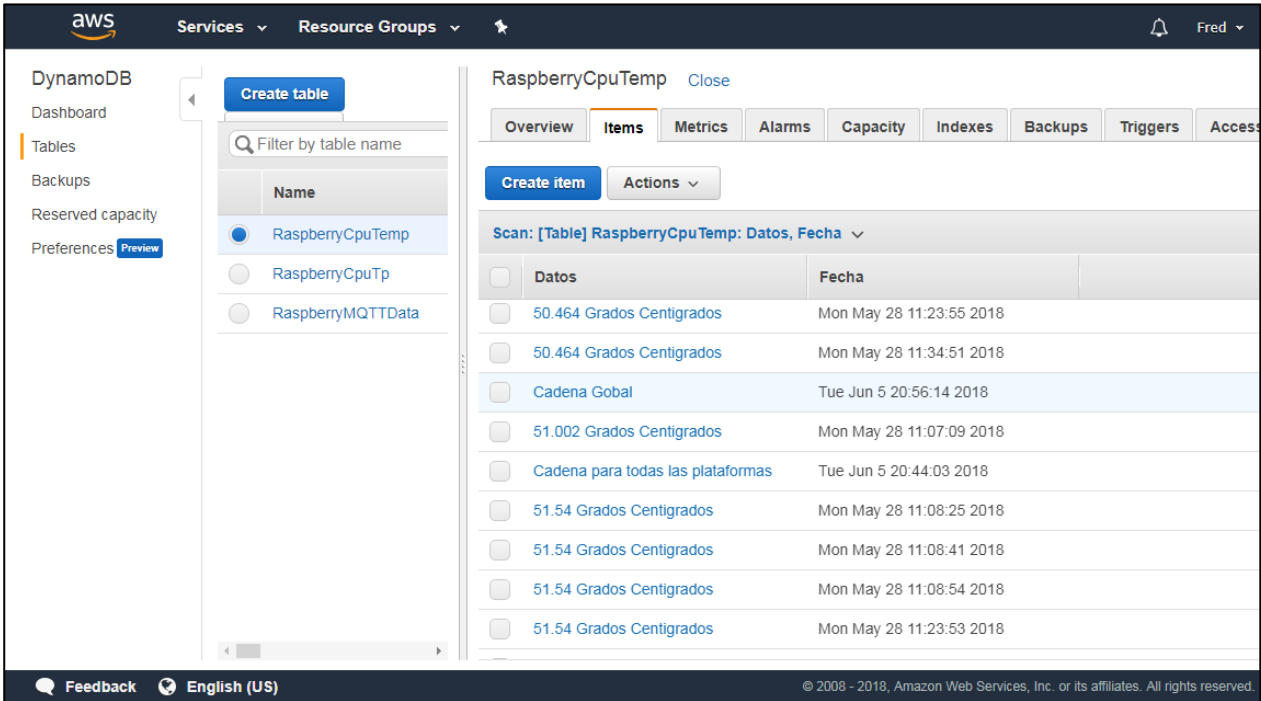 aws Services Resource Groups Fred
DynamoDB
Dashboard
Tables
Backups
Reserved capacity
Preferences Preview
Create table
Filter by table name
Name
RaspberryCpuTemp
RaspberryCpuTp
RaspberryMQTTData
RaspberryCpuTemp Close
Overview Items Metrics Alarms Capacity Indexes Backups Triggers Access
Create item Actions
Scan: [Table] RaspberryCpuTemp: Datos, Fecha
Datos Fecha
50.464 Grados Centigrados Mon May 28 11:23:55 2018
50.464 Grados Centigrados Mon May 28 11:34:51 2018
Cadena Gobal Tue Jun 5 20:56:14 2018
51.002 Grados Centigrados Mon May 28 11:07:09 2018
Cadena para todas las plataformas Tue Jun 5 20:44:03 2018
51.54 Grados Centigrados Mon May 28 11:08:25 2018
51.54 Grados Centigrados Mon May 28 11:08:41 2018
51.54 Grados Centigrados Mon May 28 11:08:54 2018
51.54 Grados Centigrados Mon May 28 11:23:53 2018
Feedback English (US) © 2008 - 2018, Amazon Web Services, Inc. or its affiliates. All rights reserved.